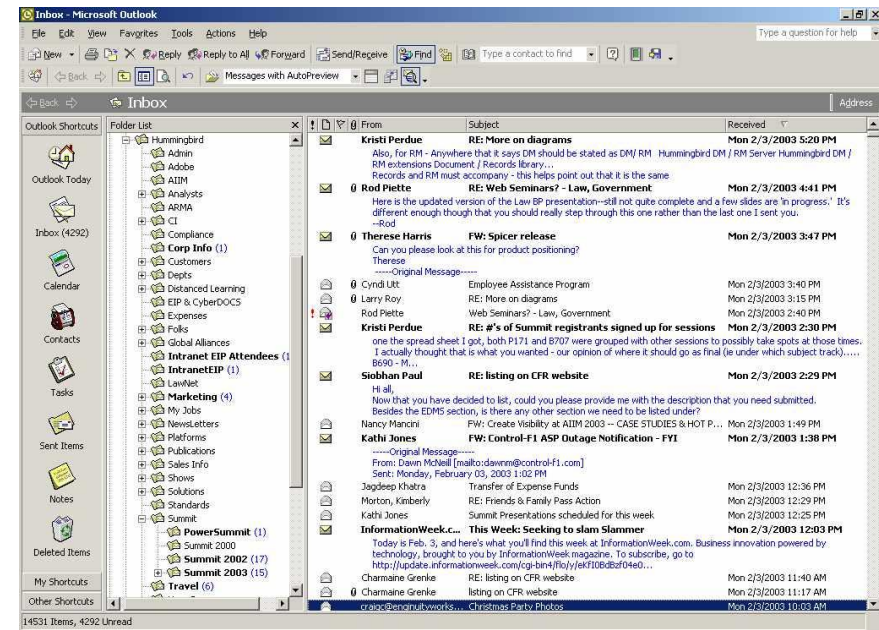 Inbox - Microsoft Outlook
File Edit View Favorites Tools Actions Help
Type a question for help
New Reply Reply to All Forward Send/Receive Find Type a contact to find
Back Messages with AutoPreview
Back Inbox Address
Outlook Shortcuts
Outlook Today
Inbox (4292)
Calendar
Contacts
Tasks
Sent Items
Notes
Deleted Items
My Shortcuts
Other Shortcuts
Folder List X
Hummingbird
Admin
Adobe
AIIM
Analysts
ARMA
CI
Compliance
Corp Info (1)
Customers
Depts
Distanced Learning
EIP & CyberDOCS
Expenses
Folks
Global Alliances
Intranet EIP Attendees (1
IntranetEIP (1)
LawNet
Marketing (4)
My Jobs
NewsLetters
Platforms
Publications
Sales Info
Shows
Solutions
Standards
Summit
PowerSummit (1)
Summit 2000
Summit 2002 (17)
Summit 2003 (15)
Travel (6)
! From Subject Received
Kristi Perdue RE: More on diagrams Mon 2/3/2003 5:20 PM
Also, for RM - Anywhere that it says DM should be stated as DM/ RM Hummingbird DM / RM Server Hummingbird DM /
RM extensions Document / Records library...
Records and RM must accompany - this helps point out that it is the same
Rod Piette RE: Web Seminars? - Law, Government Mon 2/3/2003 4:41 PM
Here is the updated version of the Law BP presentation--still not quite complete and a few slides are 'in progress.' It's
different enough though that you should really step through this one rather than the last one I sent you.
--Rod
Therese Harris FW: Spicer release Mon 2/3/2003 3:47 PM
Can you please look at this for product positioning?
Therese
-----Original Message-----
Cyndi Utt Employee Assistance Program Mon 2/3/2003 3:40 PM
Larry Roy RE: More on diagrams Mon 2/3/2003 3:15 PM
! Rod Piette Web Seminars? - Law, Government Mon 2/3/2003 2:40 PM
Kristi Perdue RE: #'s of Summit registrants signed up for sessions Mon 2/3/2003 2:30 PM
one the spread sheet I got, both P171 and B707 were grouped with other sessions to possibly take spots at those times.
I actually thought that is what you wanted - our opinion of where it should go as final (ie under which subject track).....
B690 - M...
Siobhan Paul RE: listing on CFR website Mon 2/3/2003 2:29 PM
Hi all,
Now that you have decided to list, could you please provide me with the description that you need submitted.
Besides the EDMS section, is there any other section we need to be listed under?
Nancy Mancini FW: Create Visibility at AIIM 2003 -- CASE STUDIES & HOT P... Mon 2/3/2003 1:49 PM
Kathi Jones FW: Control-F1 ASP Outage Notification - FYI Mon 2/3/2003 1:38 PM
-----Original Message-----
From: Dawn McNeill [mailto:dawnm@control-f1.com]
Sent: Monday, February 03, 2003 1:02 PM
Jagdeep Khatra Transfer of Expense Funds Mon 2/3/2003 12:36 PM
Morton, Kimberly RE: Friends & Family Pass Action Mon 2/3/2003 12:29 PM
Kathi Jones Summit Presentations scheduled for this week Mon 2/3/2003 12:25 PM
InformationWeek.c... This Week: Seeking to slam Slammer Mon 2/3/2003 12:03 PM
Today is Feb. 3, and here's what you'll find this week at InformationWeek.com. Business innovation powered by
technology, brought to you by InformationWeek magazine. To subscribe, go to
Charmaine Grenke RE: listing on CFR website Mon 2/3/2003 11:40 AM
Charmaine Grenke listing on CFR website Mon 2/3/2003 11:17 AM
craigc@enginuityworks... Christmas Party Photos Mon 2/3/2003 10:03 AM
14531 Items, 4292 Unread